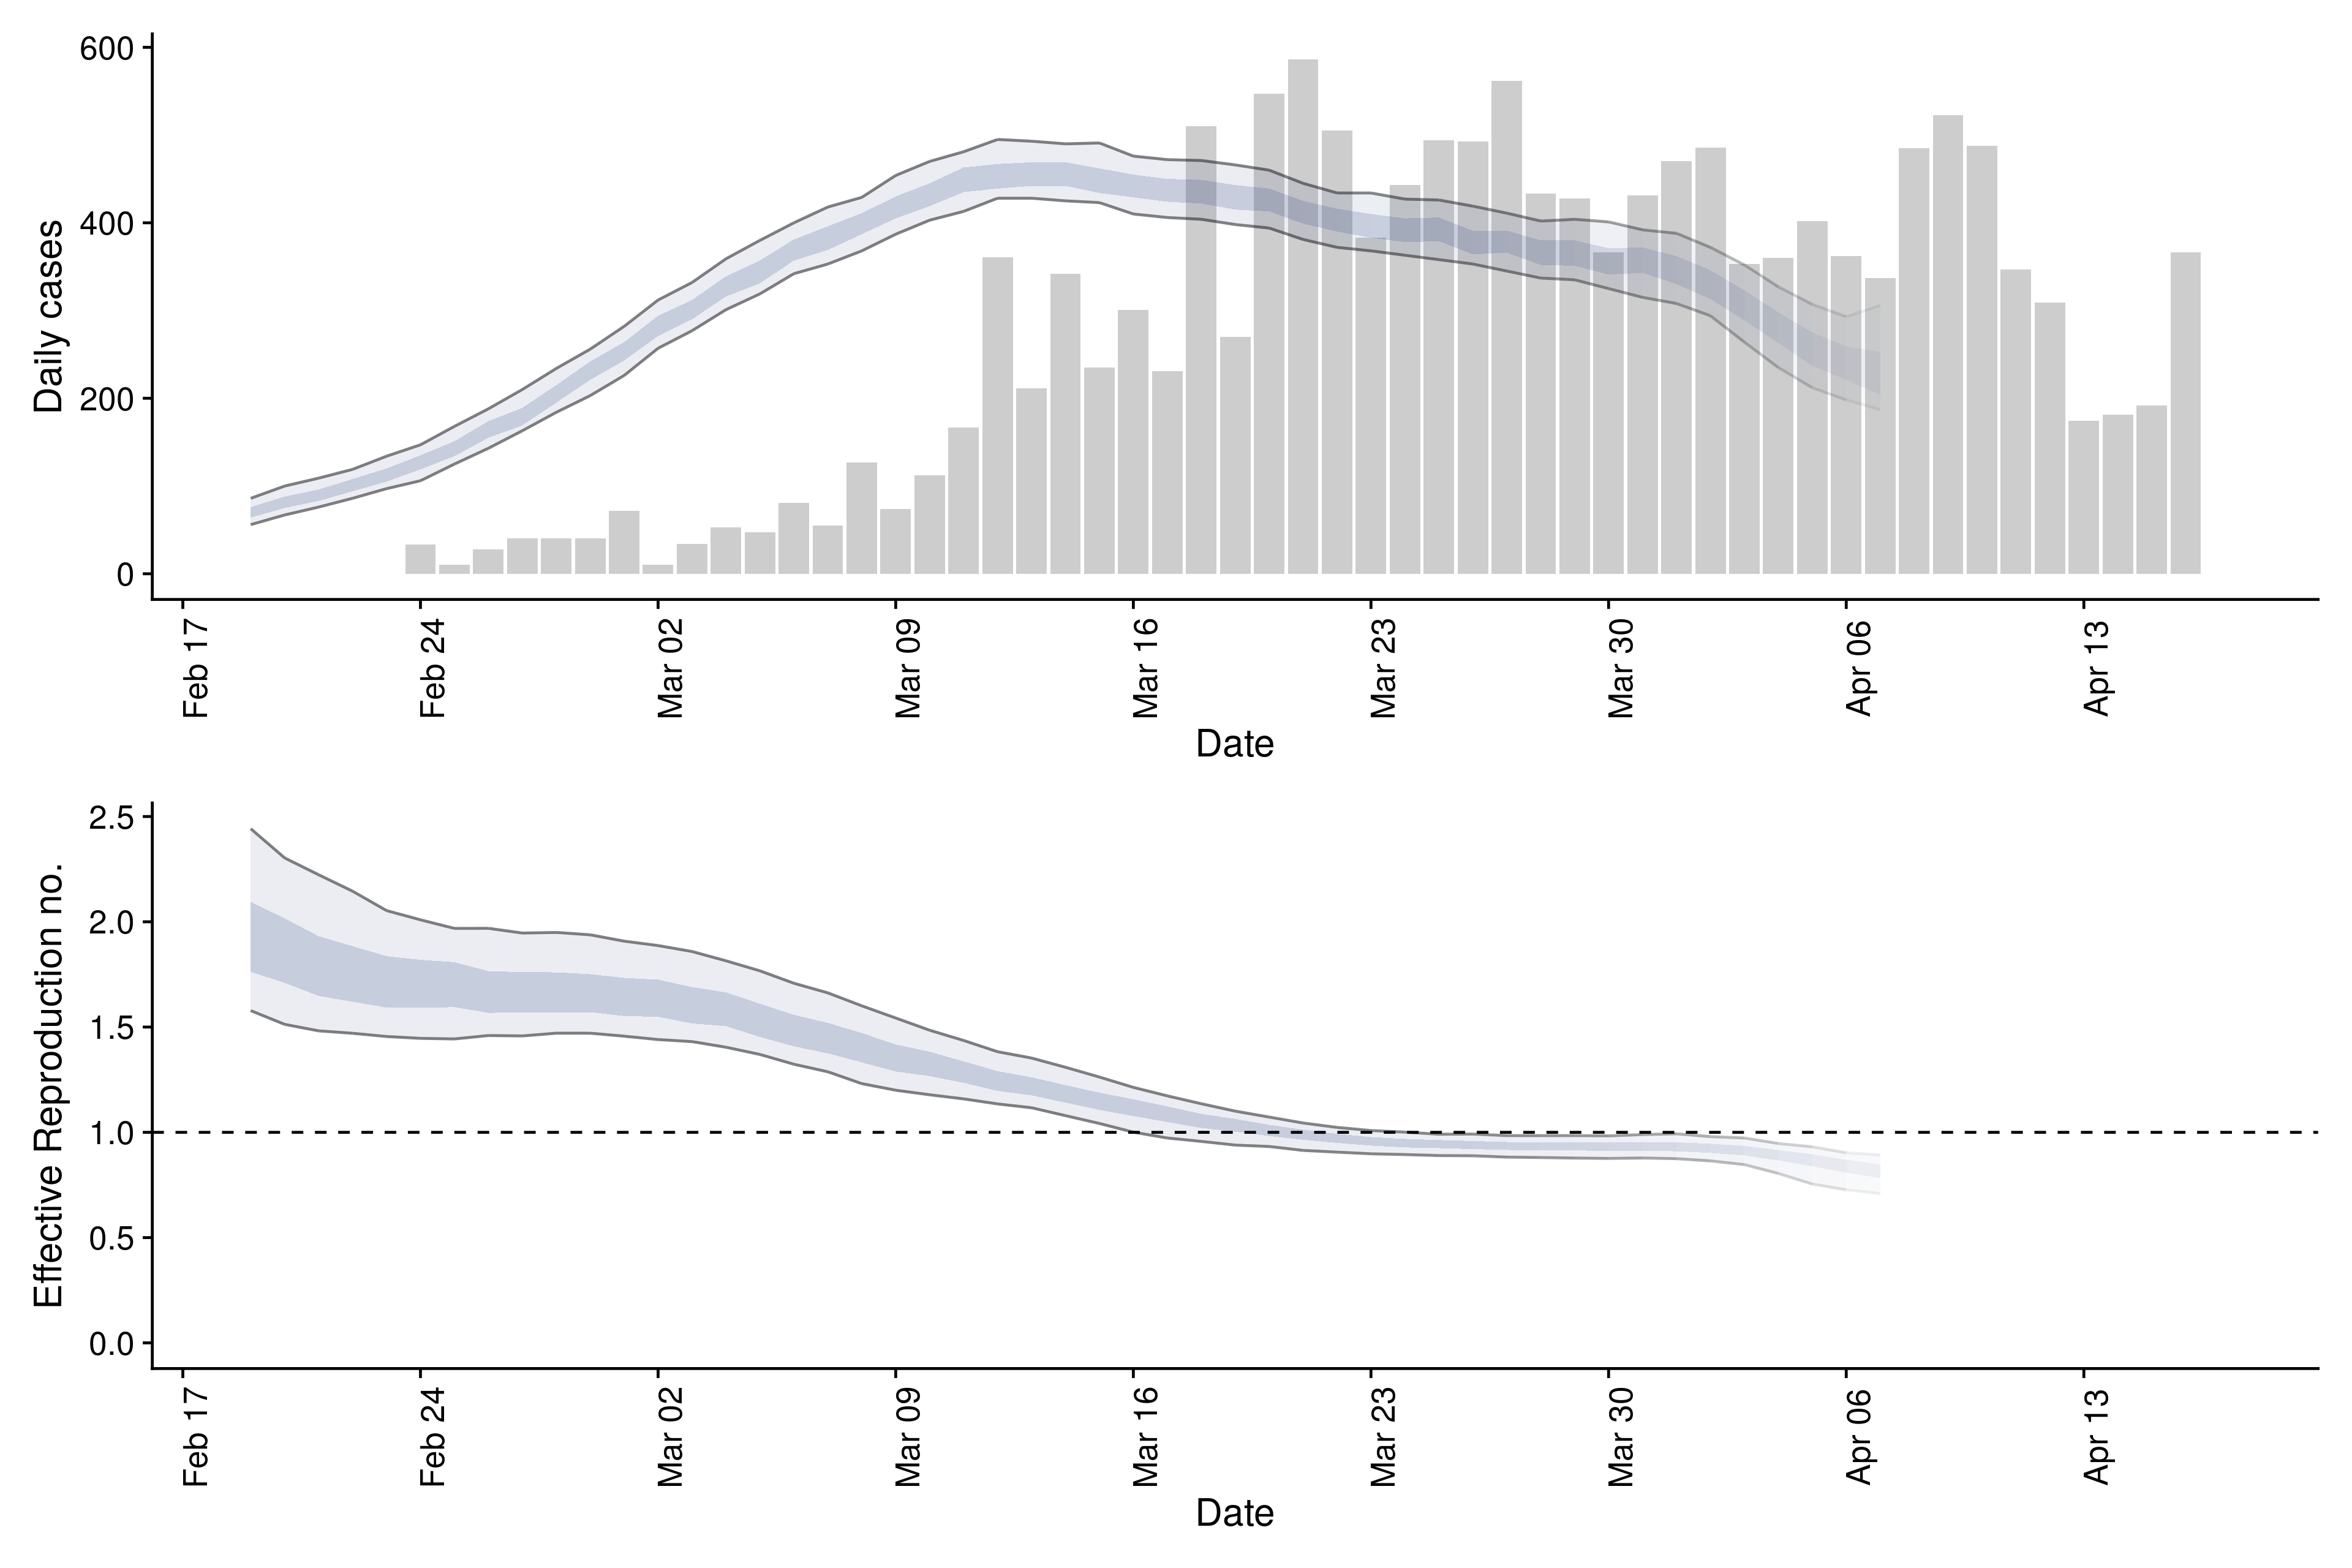 600
400
200
0
Daily cases
Feb 17
Feb 24
Mar 02
Mar 09
Mar 16
Mar 23
Mar 30
Apr 06
Apr 13
Date
2.5
2.0
1.5
1.0
0.5
0.0
Effective Reproduction no.
Feb 17
Feb 24
Mar 02
Mar 09
Mar 16
Mar 23
Mar 30
Apr 06
Apr 13
Date